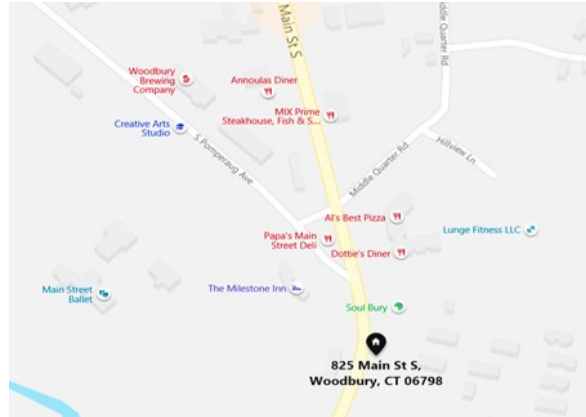 Main St S
Middle Quarter Rd
Woodbury
Brewing
Company
Annoulas Diner
MIX Prime
Steakhouse, Fish & S...
Creative Arts
Studio
S Pomperaug Ave
Middle Quarter Rd
Hillview Ln
Al's Best Pizza
Lunge Fitness LLC
Papa's Main
Street Deli
Dottie's Diner
Main Street
Ballet
The Milestone Inn
Soul Bury
825 Main St S,
Woodbury, CT 06798